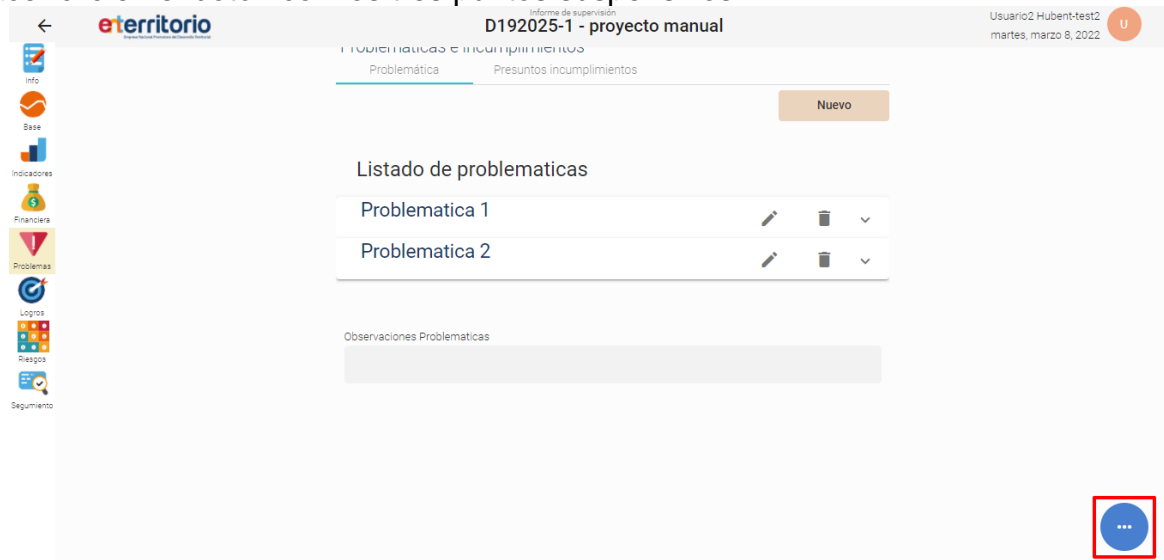 Informe de supervisión
enterritorio
D192025-1 - proyecto manual
Usuario2 Hubent-test2
martes, marzo 8, 2022
U
Problemáticas e incumplimientos
Problemática Presuntos incumplimientos
Nuevo
Info
Base
Indicadores
Financiera
Problemas
Logros
Riesgos
Seguimiento
Listado de problematicas
Problematica 1
Problematica 2
Observaciones Problematicas